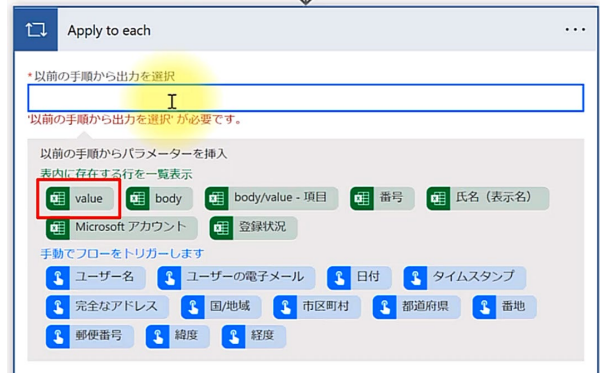 Apply to each
*以前の手順から出力を選択
'以前の手順から出力を選択' が必要です。
以前の手順からパラメーターを挿入
表内に存在する行を一覧表示
value body body/value - 項目 番号 氏名（表示名）
Microsoft アカウント 登録状況
手動でフローをトリガーします
ユーザー名 ユーザーの電子メール 日付 タイムスタンプ
完全なアドレス 国/地域 市区町村 都道府県 番地
郵便番号 緯度 経度